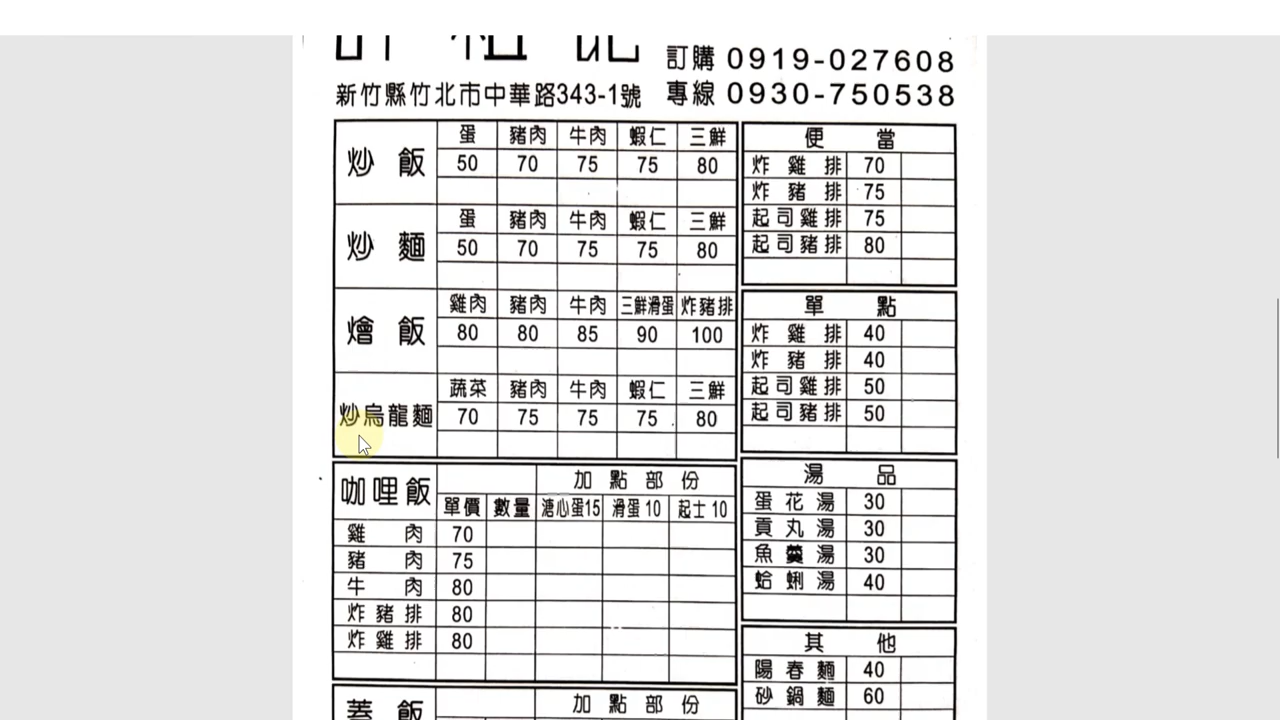 訂購 0919-027608
新竹縣竹北市中華路343-1號 專線 0930-750538
炒飯
蛋 豬肉 牛肉 蝦仁 三鮮
50 70 75 75 80
炒麵
蛋 豬肉 牛肉 蝦仁 三鮮
50 70 75 75 80
燴飯
雞肉 豬肉 牛肉 三鮮滑蛋 炸豬排
80 80 85 90 100
炒烏龍麵
蔬菜 豬肉 牛肉 蝦仁 三鮮
70 75 75 75 80
咖哩飯 加點部份
單價 數量 溏心蛋15 滑蛋10 起士10
雞肉 70
豬肉 75
牛肉 80
炸豬排 80
炸雞排 80
蓋飯 加點部份
便當
炸雞排 70
炸豬排 75
起司雞排 75
起司豬排 80
單點
炸雞排 40
炸豬排 40
起司雞排 50
起司豬排 50
湯品
蛋花湯 30
貢丸湯 30
魚羹湯 30
蛤蜊湯 40
其他
陽春麵 40
砂鍋麵 60